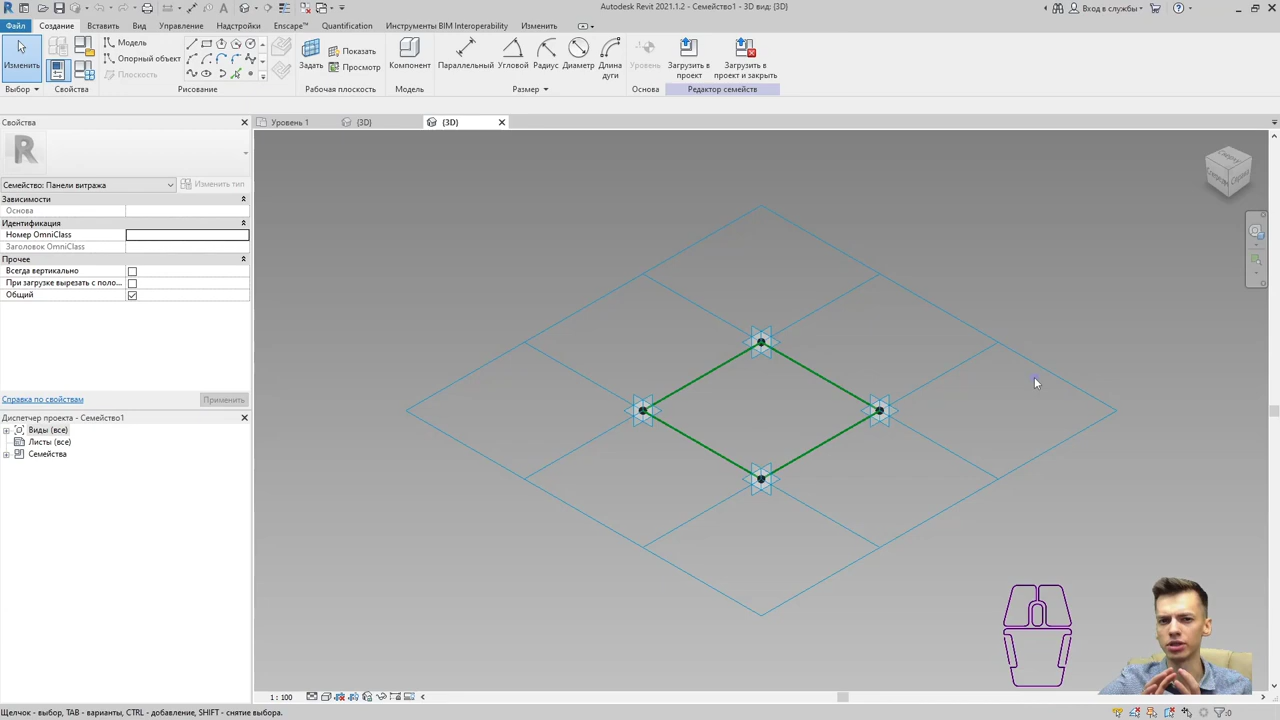 Autodesk Revit 2021.1.2 - Семейство1 - 3D вид: {3D}
Вход в службы
Файл Создание Вставить Вид Управление Надстройки Enscape™ Quantification Инструменты BIM Interoperability Изменить
Изменить
Модель
Опорный объект
Плоскость
Задать
Показать
Просмотр
Компонент
Параллельный
Угловой
Радиус
Диаметр
Длина дуги
Уровень
Загрузить в проект
Загрузить в проект и закрыть
Выбор Свойства Рисование Рабочая плоскость Модель Размер Основа Редактор семейств
Свойства
Уровень 1
{3D}
{3D}
R
Семейство: Панели витража
Изменить тип
Зависимости
Основа
Идентификация
Номер OmniClass
Заголовок OmniClass
Прочее
Всегда вертикально
При загрузке вырезать с поло...
Общий
Справка по свойствам
Применить
Диспетчер проекта - Семейство1
Виды (все)
Листы (все)
Семейства
1 : 100
Щелчок - выбор, TAB - варианты, CTRL - добавление, SHIFT - снятие выбора.
:0